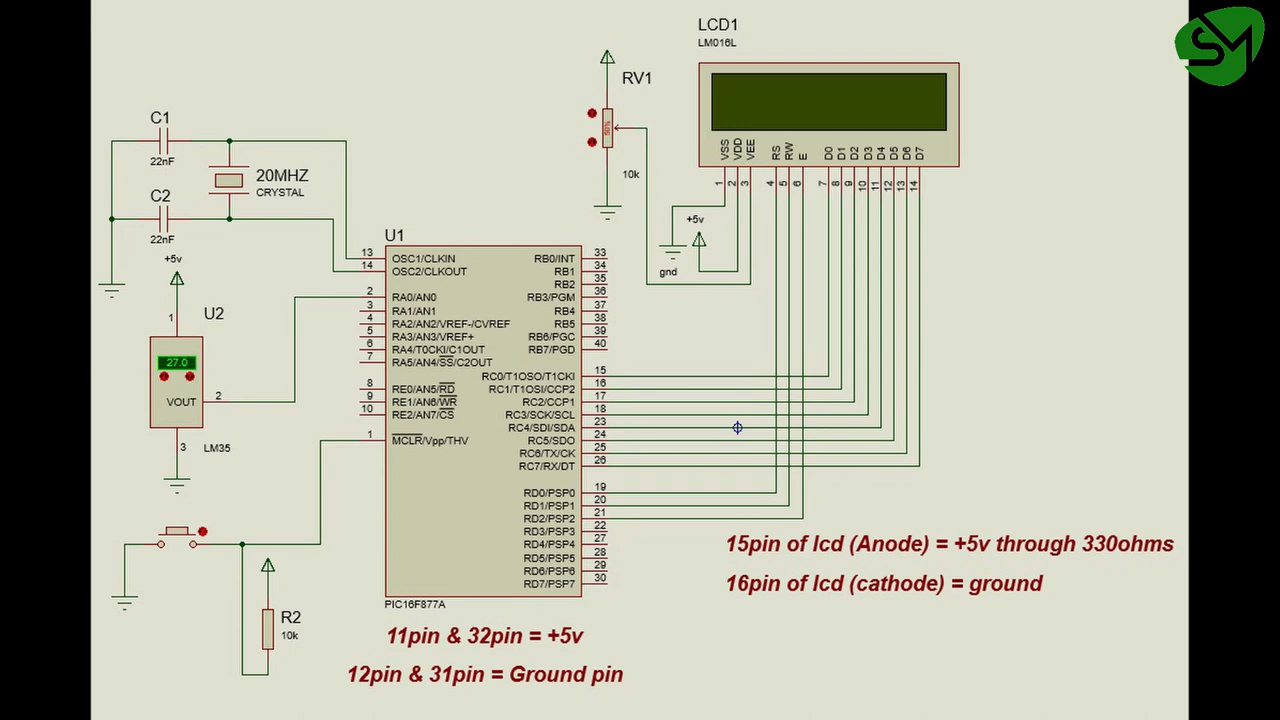 LCD1
LM016L
SM
RV1
50%
10k
C1
22nF
20MHZ
CRYSTAL
C2
22nF
VSS
VDD
VEE
RS
RW
E
D0
D1
D2
D3
D4
D5
D6
D7
1
2
3
4
5
6
7
8
9
10
11
12
13
14
+5v
gnd
U1
13 OSC1/CLKIN RB0/INT 33
14 OSC2/CLKOUT RB1 34
RB2 35
2 RA0/AN0 RB3/PGM 36
3 RA1/AN1 RB4 37
4 RA2/AN2/VREF-/CVREF RB5 38
5 RA3/AN3/VREF+ RB6/PGC 39
6 RA4/T0CKI/C1OUT RB7/PGD 40
7 RA5/AN4/SS/C2OUT
RC0/T1OSO/T1CKI 15
8 RE0/AN5/RD RC1/T1OSI/CCP2 16
9 RE1/AN6/WR RC2/CCP1 17
10 RE2/AN7/CS RC3/SCK/SCL 18
RC4/SDI/SDA 23
1 MCLR/Vpp/THV RC5/SDO 24
RC6/TX/CK 25
RC7/RX/DT 26
RD0/PSP0 19
RD1/PSP1 20
RD2/PSP2 21
RD3/PSP3 22
RD4/PSP4 27
RD5/PSP5 28
RD6/PSP6 29
RD7/PSP7 30
PIC16F877A
+5v
1
U2
27.0
VOUT 2
3
LM35
R2
10k
15pin of lcd (Anode) = +5v through 330ohms
16pin of lcd (cathode) = ground
11pin & 32pin = +5v
12pin & 31pin = Ground pin